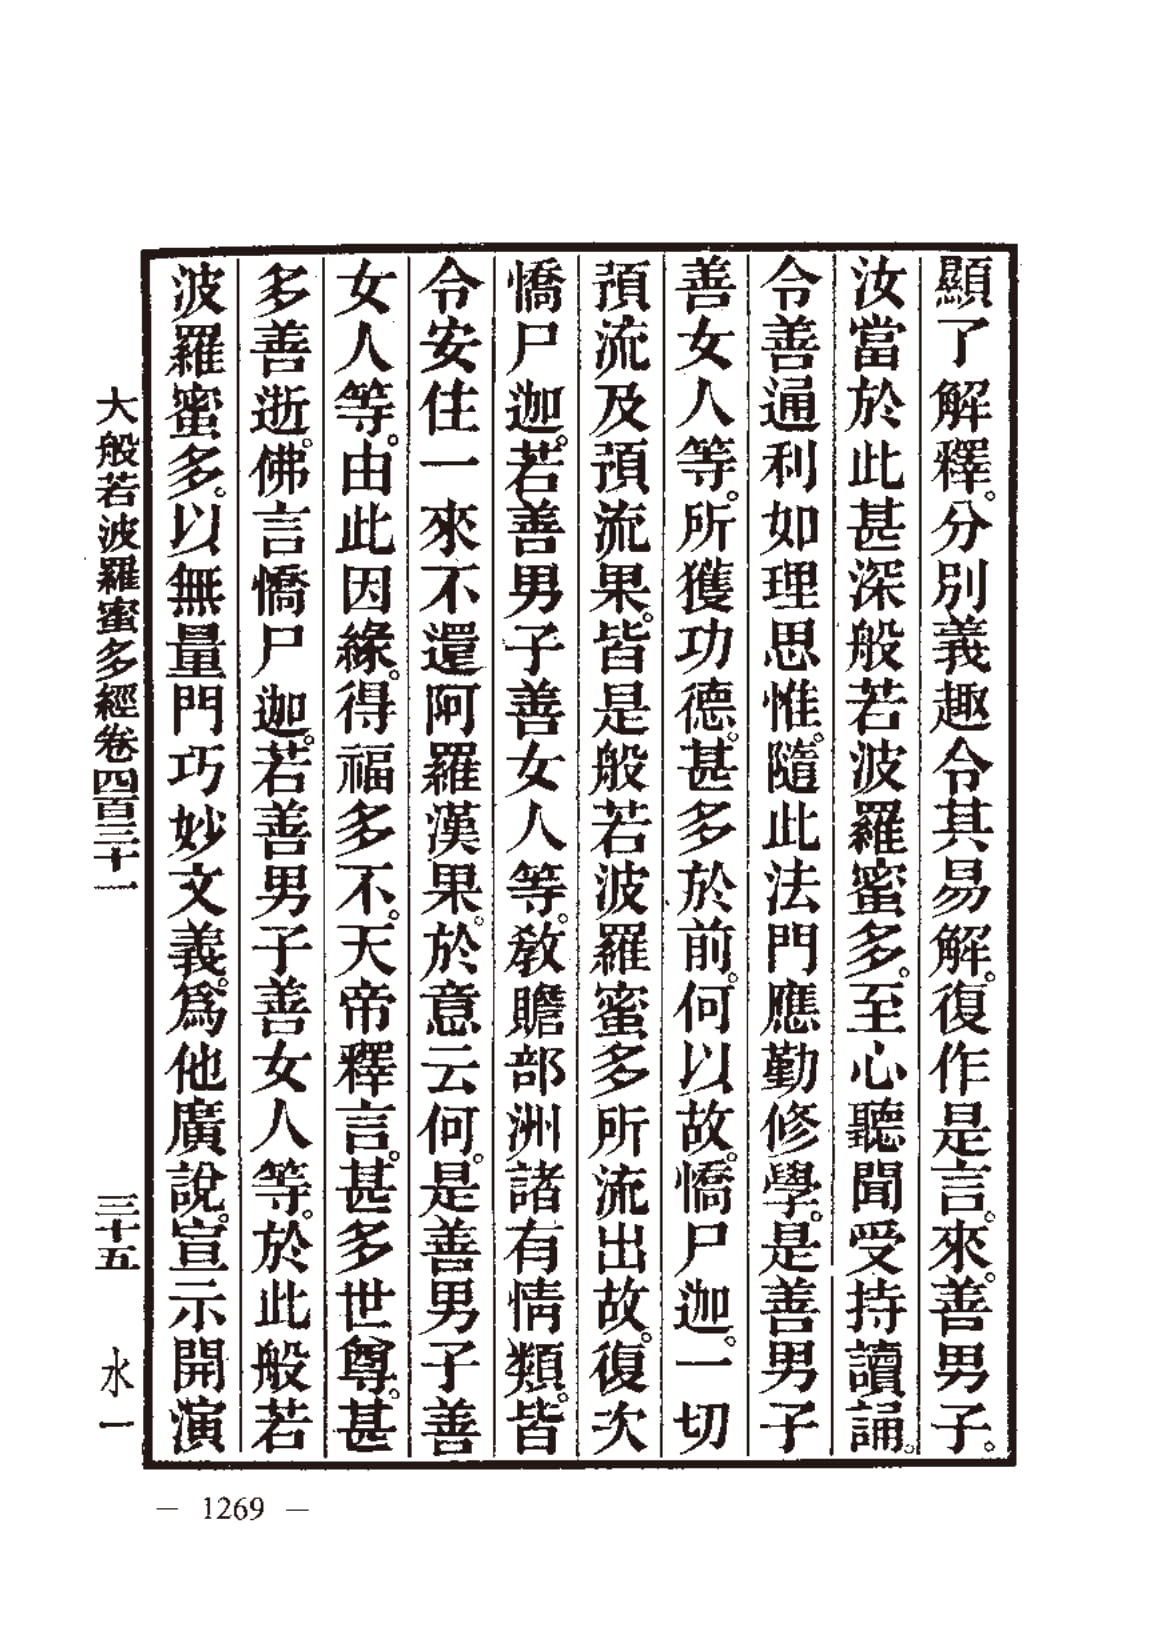 顯了解釋。分別義趣令其易解。復作是言。來。善男子。
汝當於此甚深般若波羅蜜多。至心聽聞受持讀誦。
令善通利如理思惟。隨此法門應勤修學。是善男子
善女人等。所獲功德。甚多於前。何以故。憍尸迦。一切
預流及預流果。皆是般若波羅蜜多所流出故。復次
憍尸迦。若善男子善女人等。教贍部洲諸有情類。皆
令安住一來不還阿羅漢果。於意云何。是善男子善
女人等。由此因緣。得福多不。天帝釋言。甚多世尊。甚
多善逝。佛言憍尸迦。若善男子善女人等。於此般若
波羅蜜多。以無量門巧妙文義。爲他廣說。宣示開演
大般若波羅蜜多經卷四百三十一 三十五 水一
— 1269 —